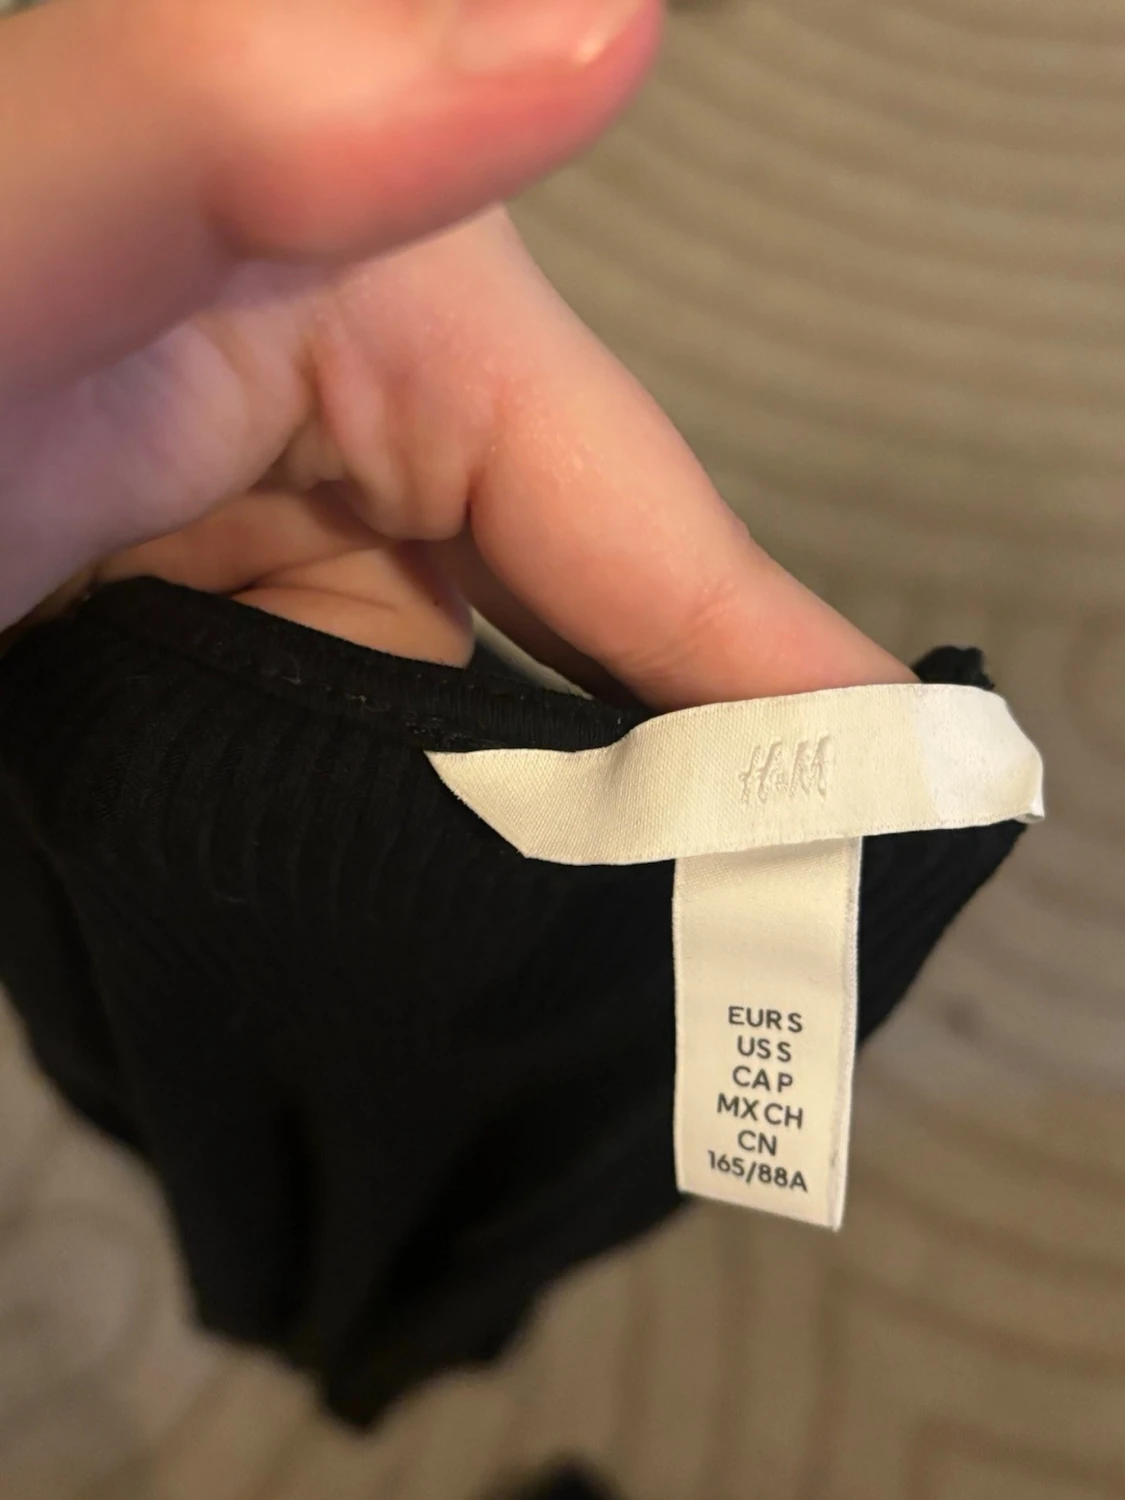 H&M
EUR S
US S
CA P
MX CH
CN
165/88A